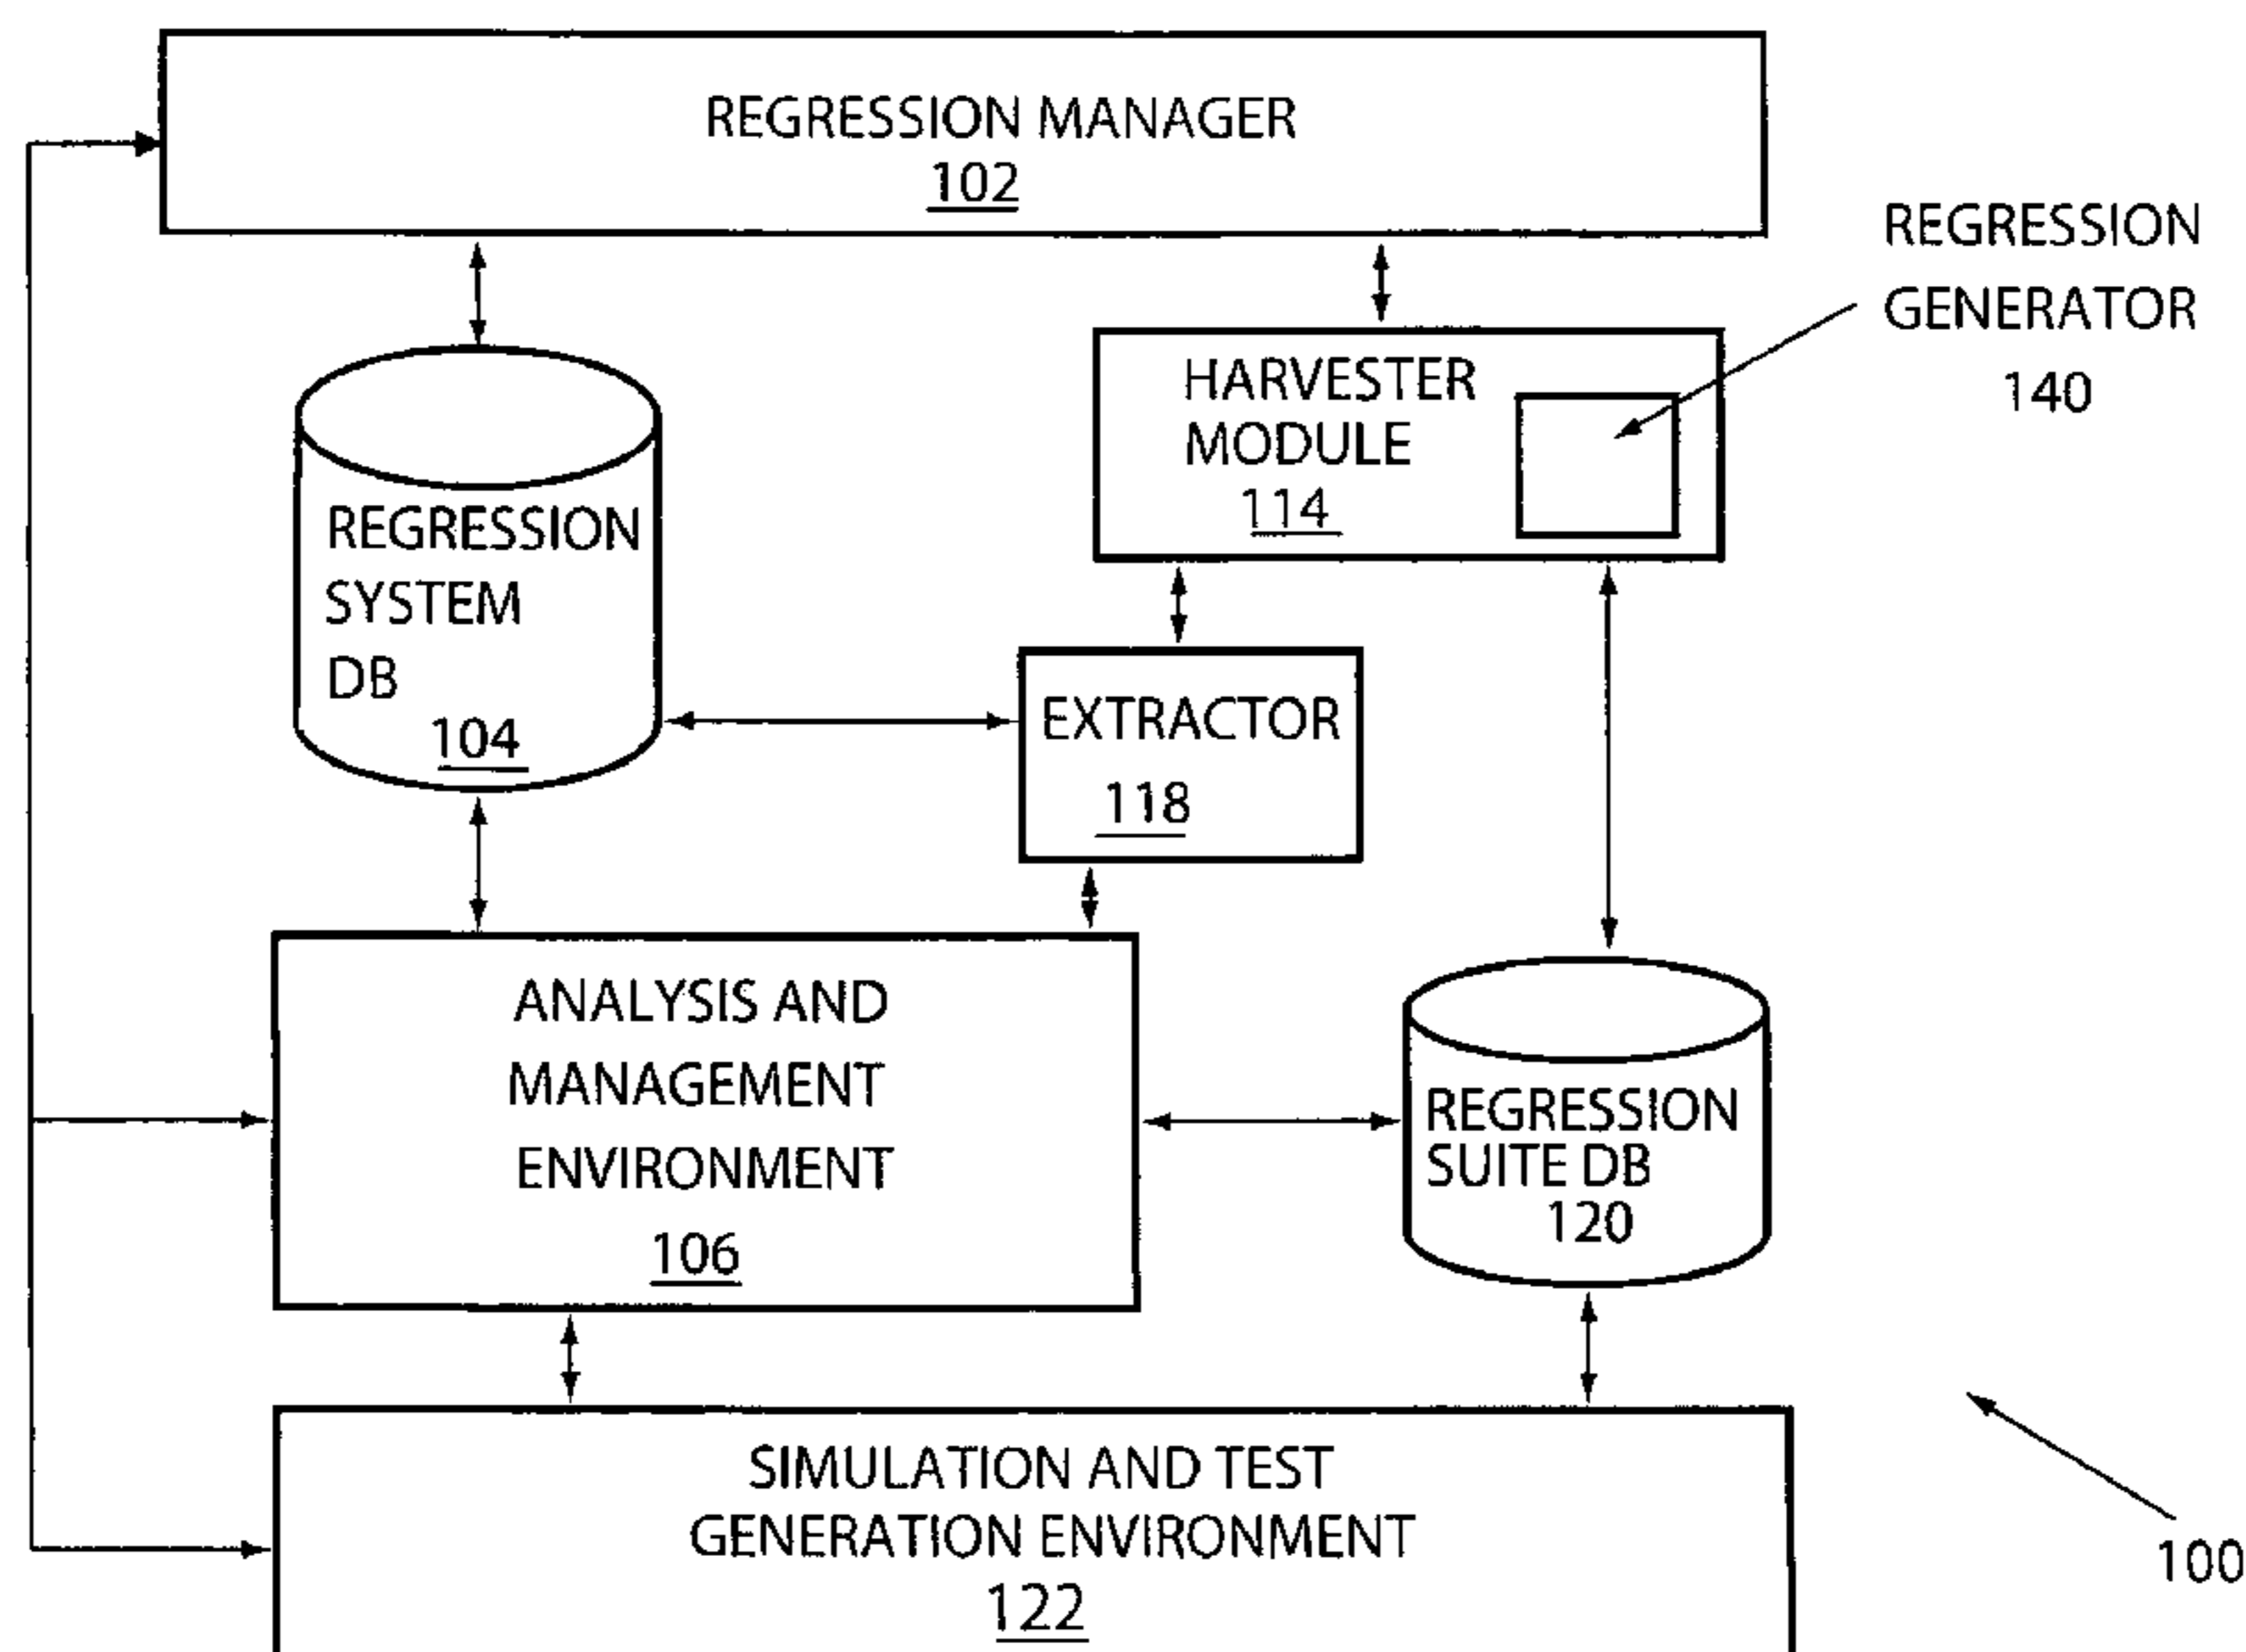 REGRESSION MANAGER
102
REGRESSION
GENERATOR
140
HARVESTER
MODULE
114
REGRESSION
SYSTEM
DB
104
EXTRACTOR
118
ANALYSIS AND
MANAGEMENT
ENVIRONMENT
106
REGRESSION
SUITE DB
120
SIMULATION AND TEST
GENERATION ENVIRONMENT
122
100